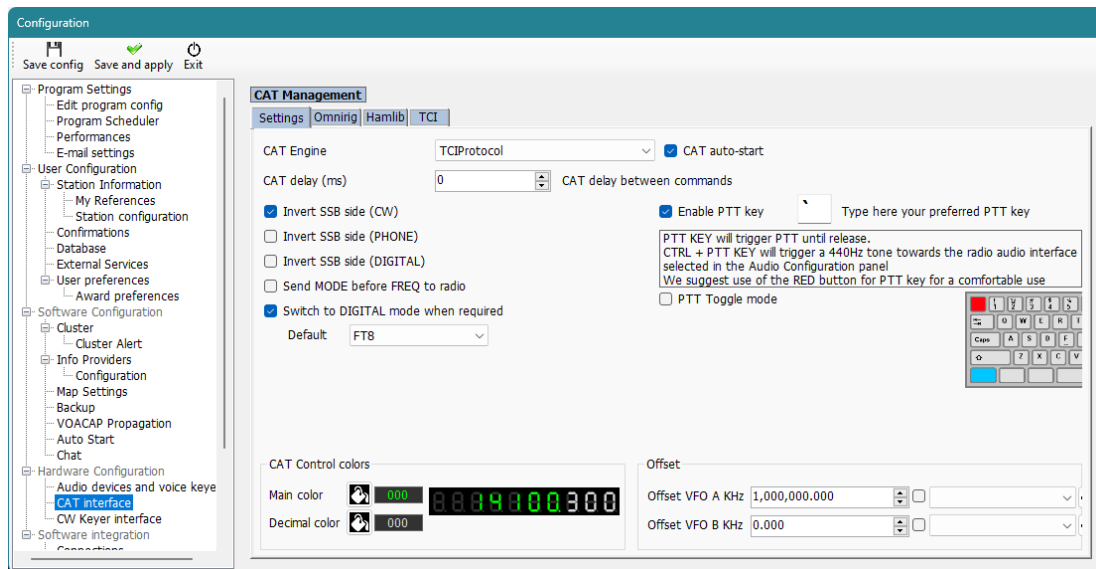 Configuration
Save config Save and apply Exit
Program Settings
Edit program config
Program Scheduler
Performances
E-mail settings
User Configuration
Station Information
My References
Station configuration
Confirmations
Database
External Services
User preferences
Award preferences
Software Configuration
Cluster
Cluster Alert
Info Providers
Configuration
Map Settings
Backup
VOACAP Propagation
Auto Start
Chat
Hardware Configuration
Audio devices and voice keye
CAT interface
CW Keyer interface
Software integration
CAT Management
Settings Omnirig Hamlib TCI
CAT Engine TCIProtocol CAT auto-start
CAT delay (ms) 0 CAT delay between commands
Invert SSB side (CW)
Invert SSB side (PHONE)
Invert SSB side (DIGITAL)
Send MODE before FREQ to radio
Switch to DIGITAL mode when required
Default FT8
Enable PTT key ` Type here your preferred PTT key
PTT KEY will trigger PTT until release.
CTRL + PTT KEY will trigger a 440Hz tone towards the radio audio interface
selected in the Audio Configuration panel
We suggest use of the RED button for PTT key for a comfortable use
PTT Toggle mode
Q W E R T
Caps A S D F
Z X C V
CAT Control colors
Main color 000
Decimal color 000
14100.300
Offset
Offset VFO A KHz 1,000,000.000
Offset VFO B KHz 0.000